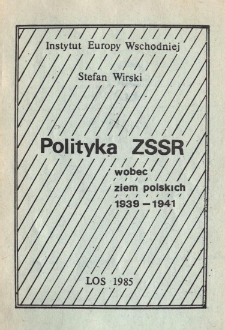 Instytut Europy Wschodniej
Stefan Wirski
Polityka ZSSR
wobec
ziem polskich
1939 – 1941
LOS 1985